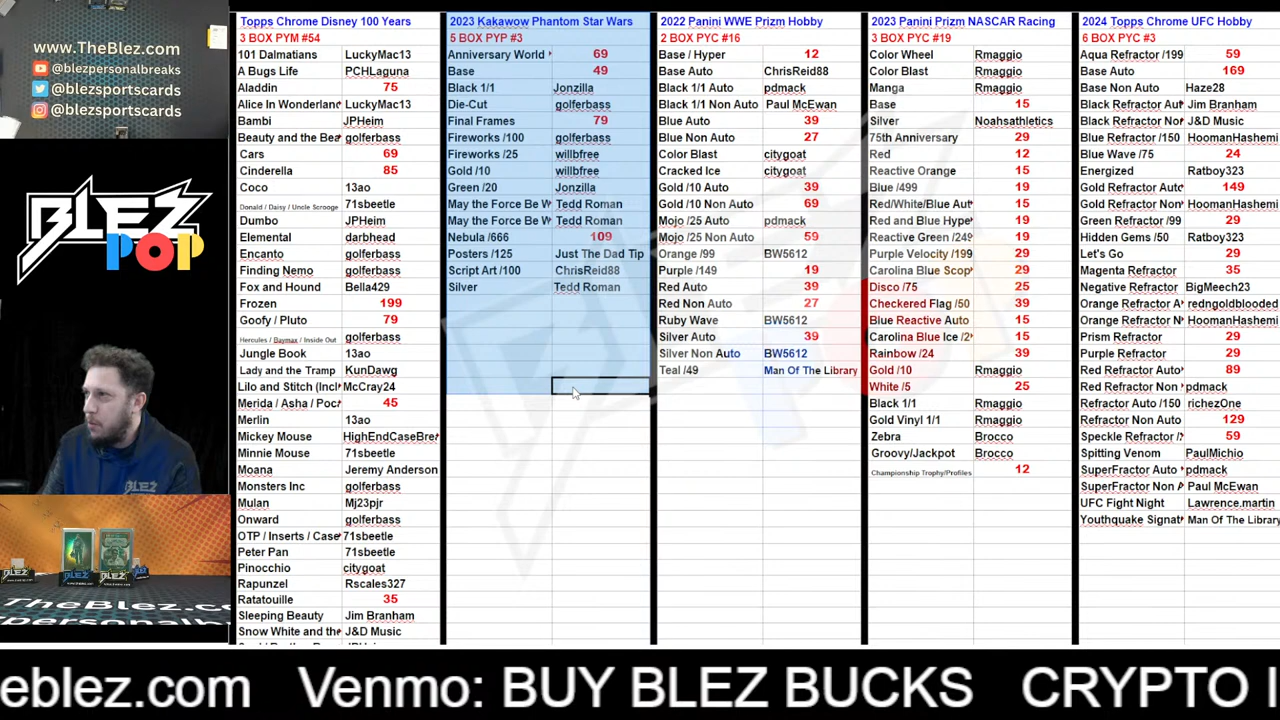 www.TheBlez.com
@blezpersonalbreaks
@blezsportscards
BLEZ
POP
BLEZ
TheBlez.co
Topps Chrome Disney 100 Years
3 BOX PYM #54
101 Dalmatians LuckyMac13
A Bugs Life PCHLaguna
Aladdin 75
Alice In Wonderlan LuckyMac13
Bambi JPHeim
Beauty and the Bea golferbass
Cars 69
Cinderella 85
Coco 13ao
Donald / Daisy / Uncle Scrooge 71sbeetle
Dumbo JPHeim
Elemental darbhead
Encanto golferbass
Finding Nemo golferbass
Fox and Hound Bella429
Frozen 199
Goofy / Pluto 79
Hercules / Baymax / Inside Out golferbass
Jungle Book 13ao
Lady and the Tramp KunDawg
Lilo and Stitch (Incl McCray24
Merida / Asha / Poc 45
Merlin 13ao
Mickey Mouse HighEndCaseBre
Minnie Mouse 71sbeetle
Moana Jeremy Anderson
Monsters Inc golferbass
Mulan Mj23pjr
Onward golferbass
OTP / Inserts / Case 71sbeetle
Peter Pan 71sbeetle
Pinocchio citygoat
Rapunzel Rscales327
Ratatouille 35
Sleeping Beauty Jim Branham
Snow White and the J&D Music
2023 Kakawow Phantom Star Wars
5 BOX PYP #3
Anniversary World 69
Base 49
Black 1/1 Jonzilla
Die-Cut golferbass
Final Frames 79
Fireworks /100 golferbass
Fireworks /25 willbfree
Gold /10 willbfree
Green /20 Jonzilla
May the Force Be W Tedd Roman
May the Force Be W Tedd Roman
Nebula /666 109
Posters /125 Just The Dad Tip
Script Art /100 ChrisReid88
Silver Tedd Roman
2022 Panini WWE Prizm Hobby
2 BOX PYC #16
Base / Hyper 12
Base Auto ChrisReid88
Black 1/1 Auto pdmack
Black 1/1 Non Auto Paul McEwan
Blue Auto 39
Blue Non Auto 27
Color Blast citygoat
Cracked Ice citygoat
Gold /10 Auto 39
Gold /10 Non Auto 69
Mojo /25 Auto pdmack
Mojo /25 Non Auto 59
Orange /99 BW5612
Purple /149 19
Red Auto 39
Red Non Auto 27
Ruby Wave BW5612
Silver Auto 39
Silver Non Auto BW5612
Teal /49 Man Of The Library
2023 Panini Prizm NASCAR Racing
3 BOX PYC #19
Color Wheel Rmaggio
Color Blast Rmaggio
Manga Rmaggio
Base 15
Silver Noahsathletics
75th Anniversary 29
Red 12
Reactive Orange 15
Blue /499 19
Red/White/Blue Aut 15
Red and Blue Hype 19
Reactive Green /249 19
Purple Velocity /199 29
Carolina Blue Scop 29
Disco /75 25
Checkered Flag /50 39
Blue Reactive Auto 15
Carolina Blue Ice /2 15
Rainbow /24 39
Gold /10 Rmaggio
White /5 25
Black 1/1 Rmaggio
Gold Vinyl 1/1 Rmaggio
Zebra Brocco
Groovy/Jackpot Brocco
Championship Trophy/Profiles 12
2024 Topps Chrome UFC Hobby
6 BOX PYC #3
Aqua Refractor /199 59
Base Auto 169
Base Non Auto Haze28
Black Refractor Aut Jim Branham
Black Refractor Nor J&D Music
Blue Refractor /150 HoomanHashemi
Blue Wave /75 24
Energized Ratboy323
Gold Refractor Auto 149
Gold Refractor Non HoomanHashemi
Green Refractor /99 29
Hidden Gems /50 Ratboy323
Let's Go 29
Magenta Refractor 35
Negative Refractor BigMeech23
Orange Refractor A redngoldblooded
Orange Refractor N HoomanHashemi
Prism Refractor 29
Purple Refractor 29
Red Refractor Auto 89
Red Refractor Non pdmack
Refractor Auto /150 richezOne
Refractor Non Auto 129
Speckle Refractor / 59
Spitting Venom PaulMichio
SuperFractor Auto pdmack
SuperFractor Non A Paul McEwan
UFC Fight Night Lawrence.martin
Youthquake Signat Man Of The Library
eblez.com Venmo: BUY BLEZ BUCKS CRYPTO